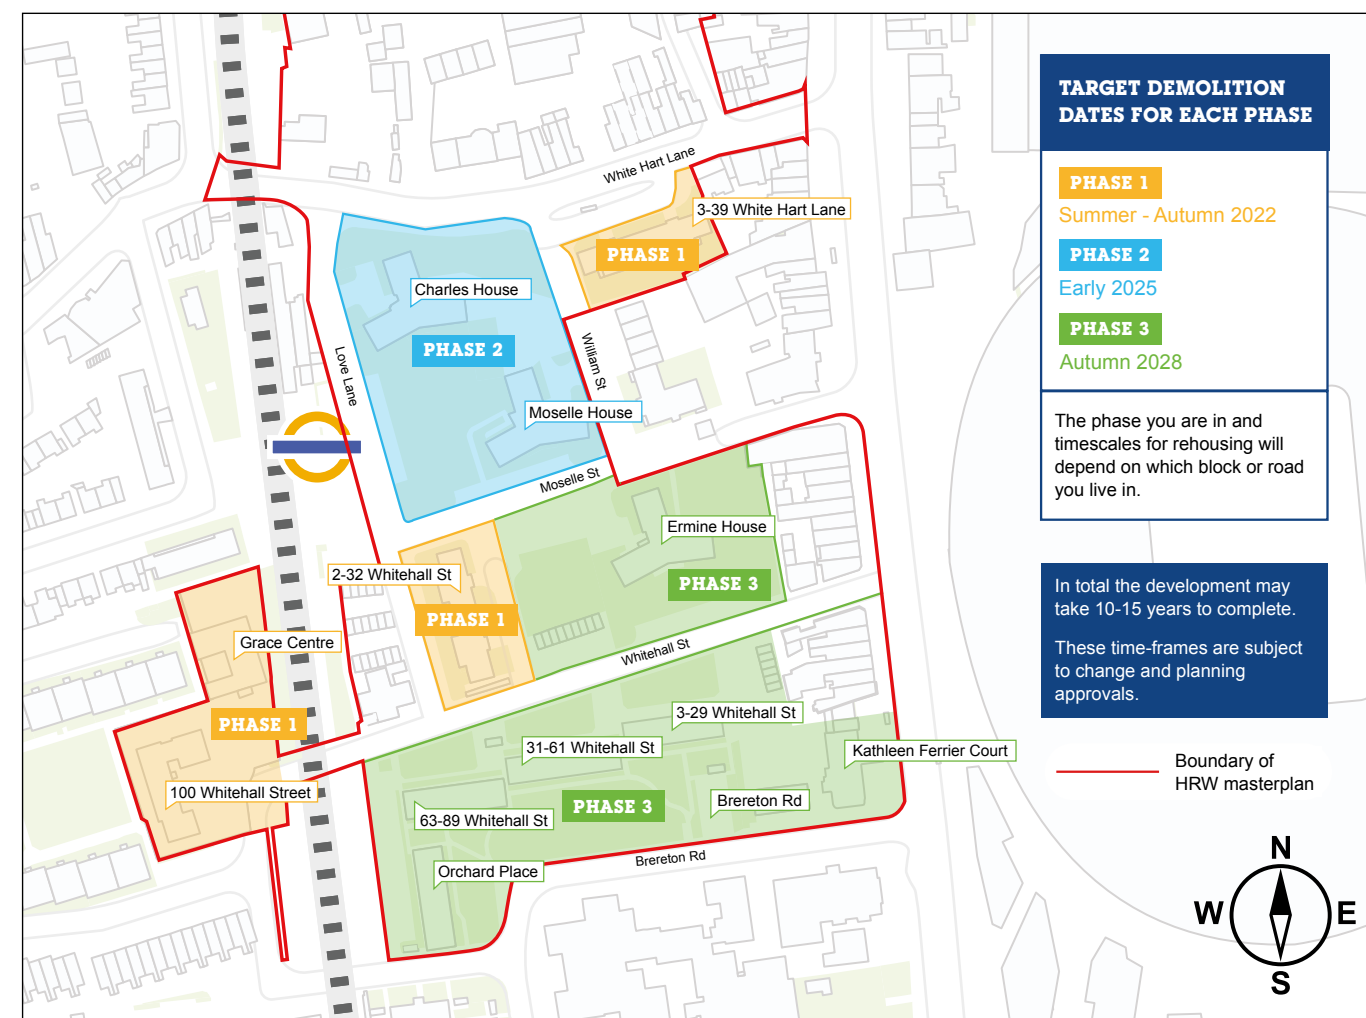 White Hart Lane
3-39 White Hart Lane
PHASE 1
Charles House
PHASE 2
Love Lane
William St
Moselle House
Moselle St
Ermine House
2-32 Whitehall St
PHASE 3
PHASE 1
Grace Centre
Whitehall St
PHASE 1
3-29 Whitehall St
31-61 Whitehall St
Kathleen Ferrier Court
100 Whitehall Street
PHASE 3
Brereton Rd
63-89 Whitehall St
Brereton Rd
Orchard Place
TARGET DEMOLITION
DATES FOR EACH PHASE
PHASE 1
Summer - Autumn 2022
PHASE 2
Early 2025
PHASE 3
Autumn 2028
The phase you are in and
timescales for rehousing will
depend on which block or road
you live in.
In total the development may
take 10-15 years to complete.
These time-frames are subject
to change and planning
approvals.
Boundary of
HRW masterplan
N
W
E
S